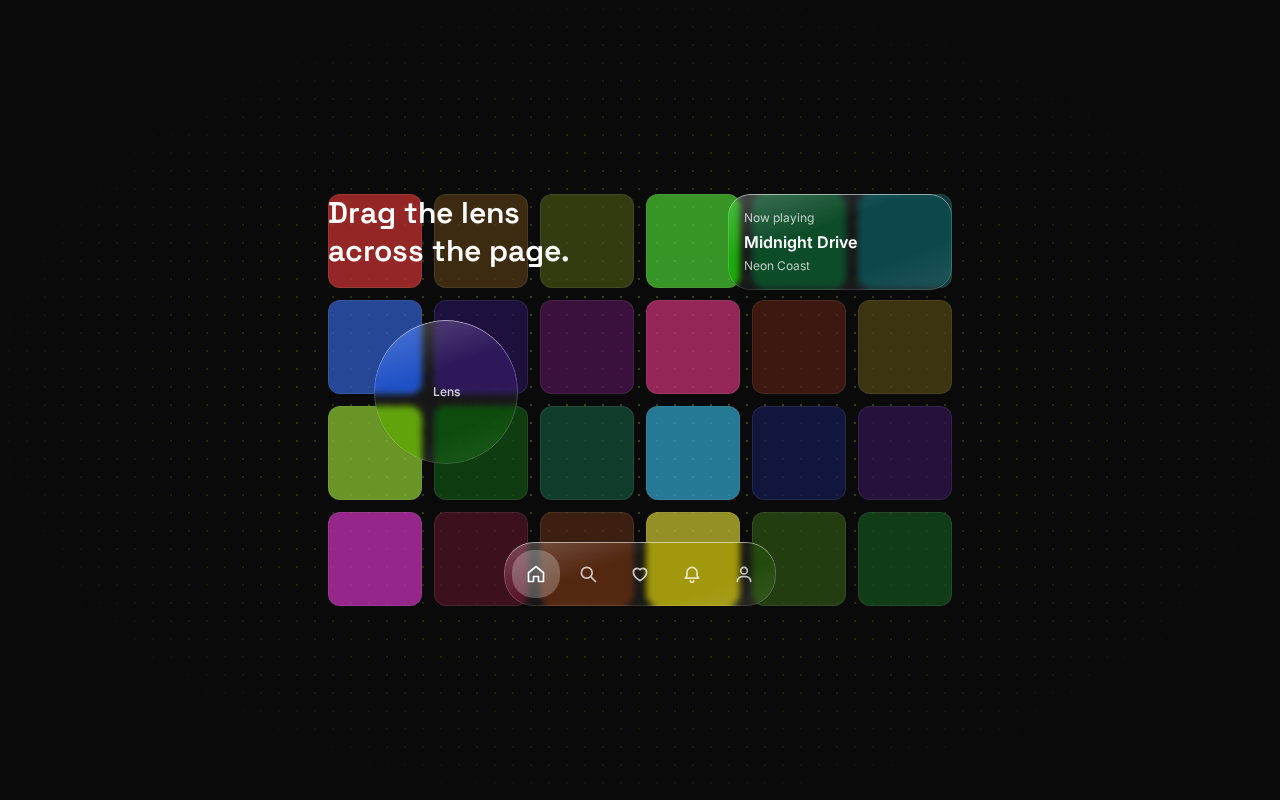 Drag the lens
across the page.
Now playing
Midnight Drive
Neon Coast
Lens